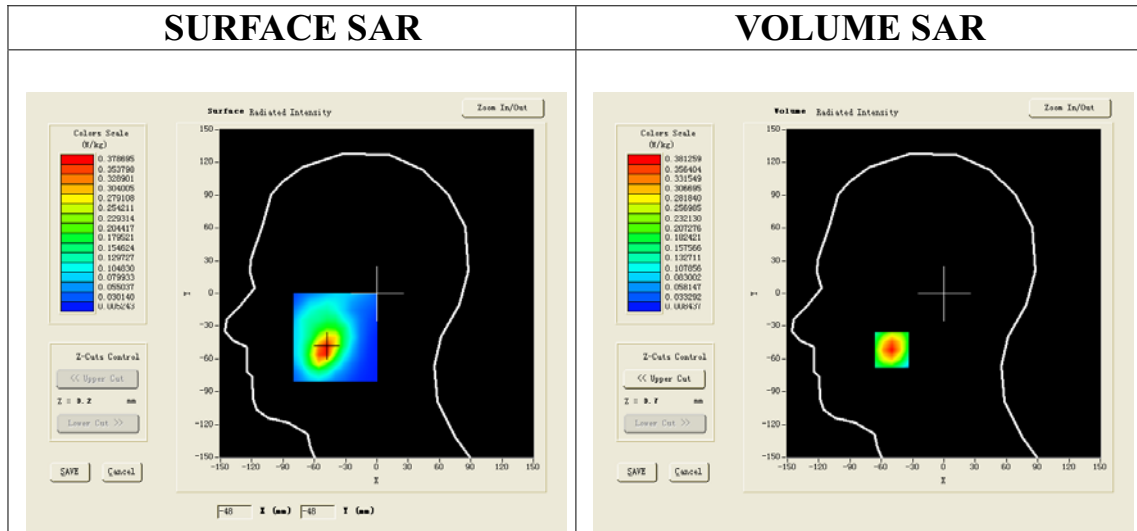 SURFACE SAR
VOLUME SAR
Surface Radiated Intensity
Zoom In/Out
Colors Scale
(W/kg)
0.378695
0.353798
0.328901
0.304005
0.279108
0.254211
0.229314
0.204417
0.179521
0.154624
0.129727
0.104830
0.079933
0.055037
0.030140
0.005243
150
120
90
60
30
0
-30
-60
-90
-120
-150
Y
-150 -120 -90 -60 -30 0 30 60 90 120 150
X
Z-Cuts Control
<< Upper Cut
Lower Cut >>
SAVE
Cancel
-48 X (mm) -48 Y (mm)
Volume Radiated Intensity
Zoom In/Out
Colors Scale
(W/kg)
0.381259
0.356404
0.331549
0.306695
0.281840
0.256985
0.232130
0.207276
0.182421
0.157566
0.132711
0.107856
0.083002
0.058147
0.033292
0.008437
150
120
90
60
30
0
-30
-60
-90
-120
-150
Y
-150 -120 -90 -60 -30 0 30 60 90 120 150
X
Z-Cuts Control
<< Upper Cut
Lower Cut >>
SAVE
Cancel